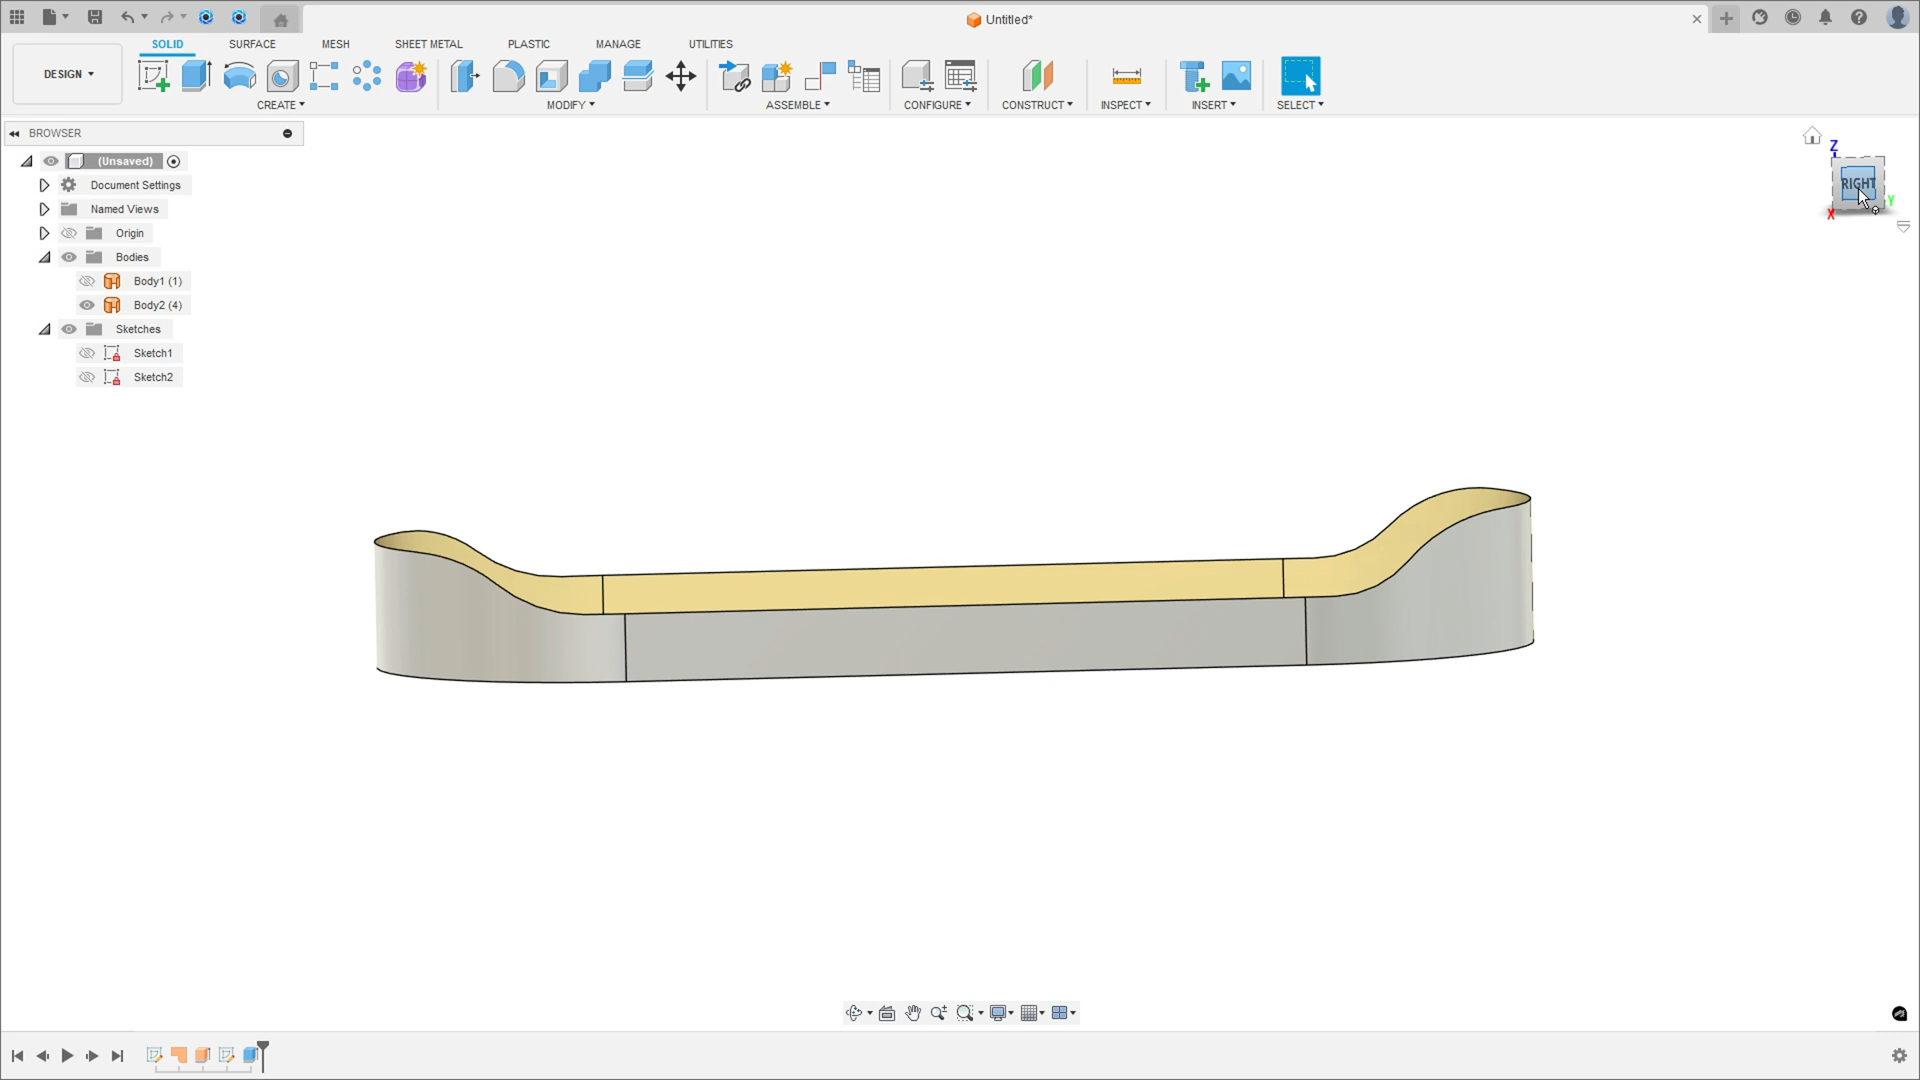 Untitled*
SOLID SURFACE MESH SHEET METAL PLASTIC MANAGE UTILITIES
DESIGN
CREATE MODIFY ASSEMBLE CONFIGURE CONSTRUCT INSPECT INSERT SELECT
BROWSER
(Unsaved)
Document Settings
Named Views
Origin
Bodies
Body1 (1)
Body2 (4)
Sketches
Sketch1
Sketch2
Z
RIGHT
Y
X